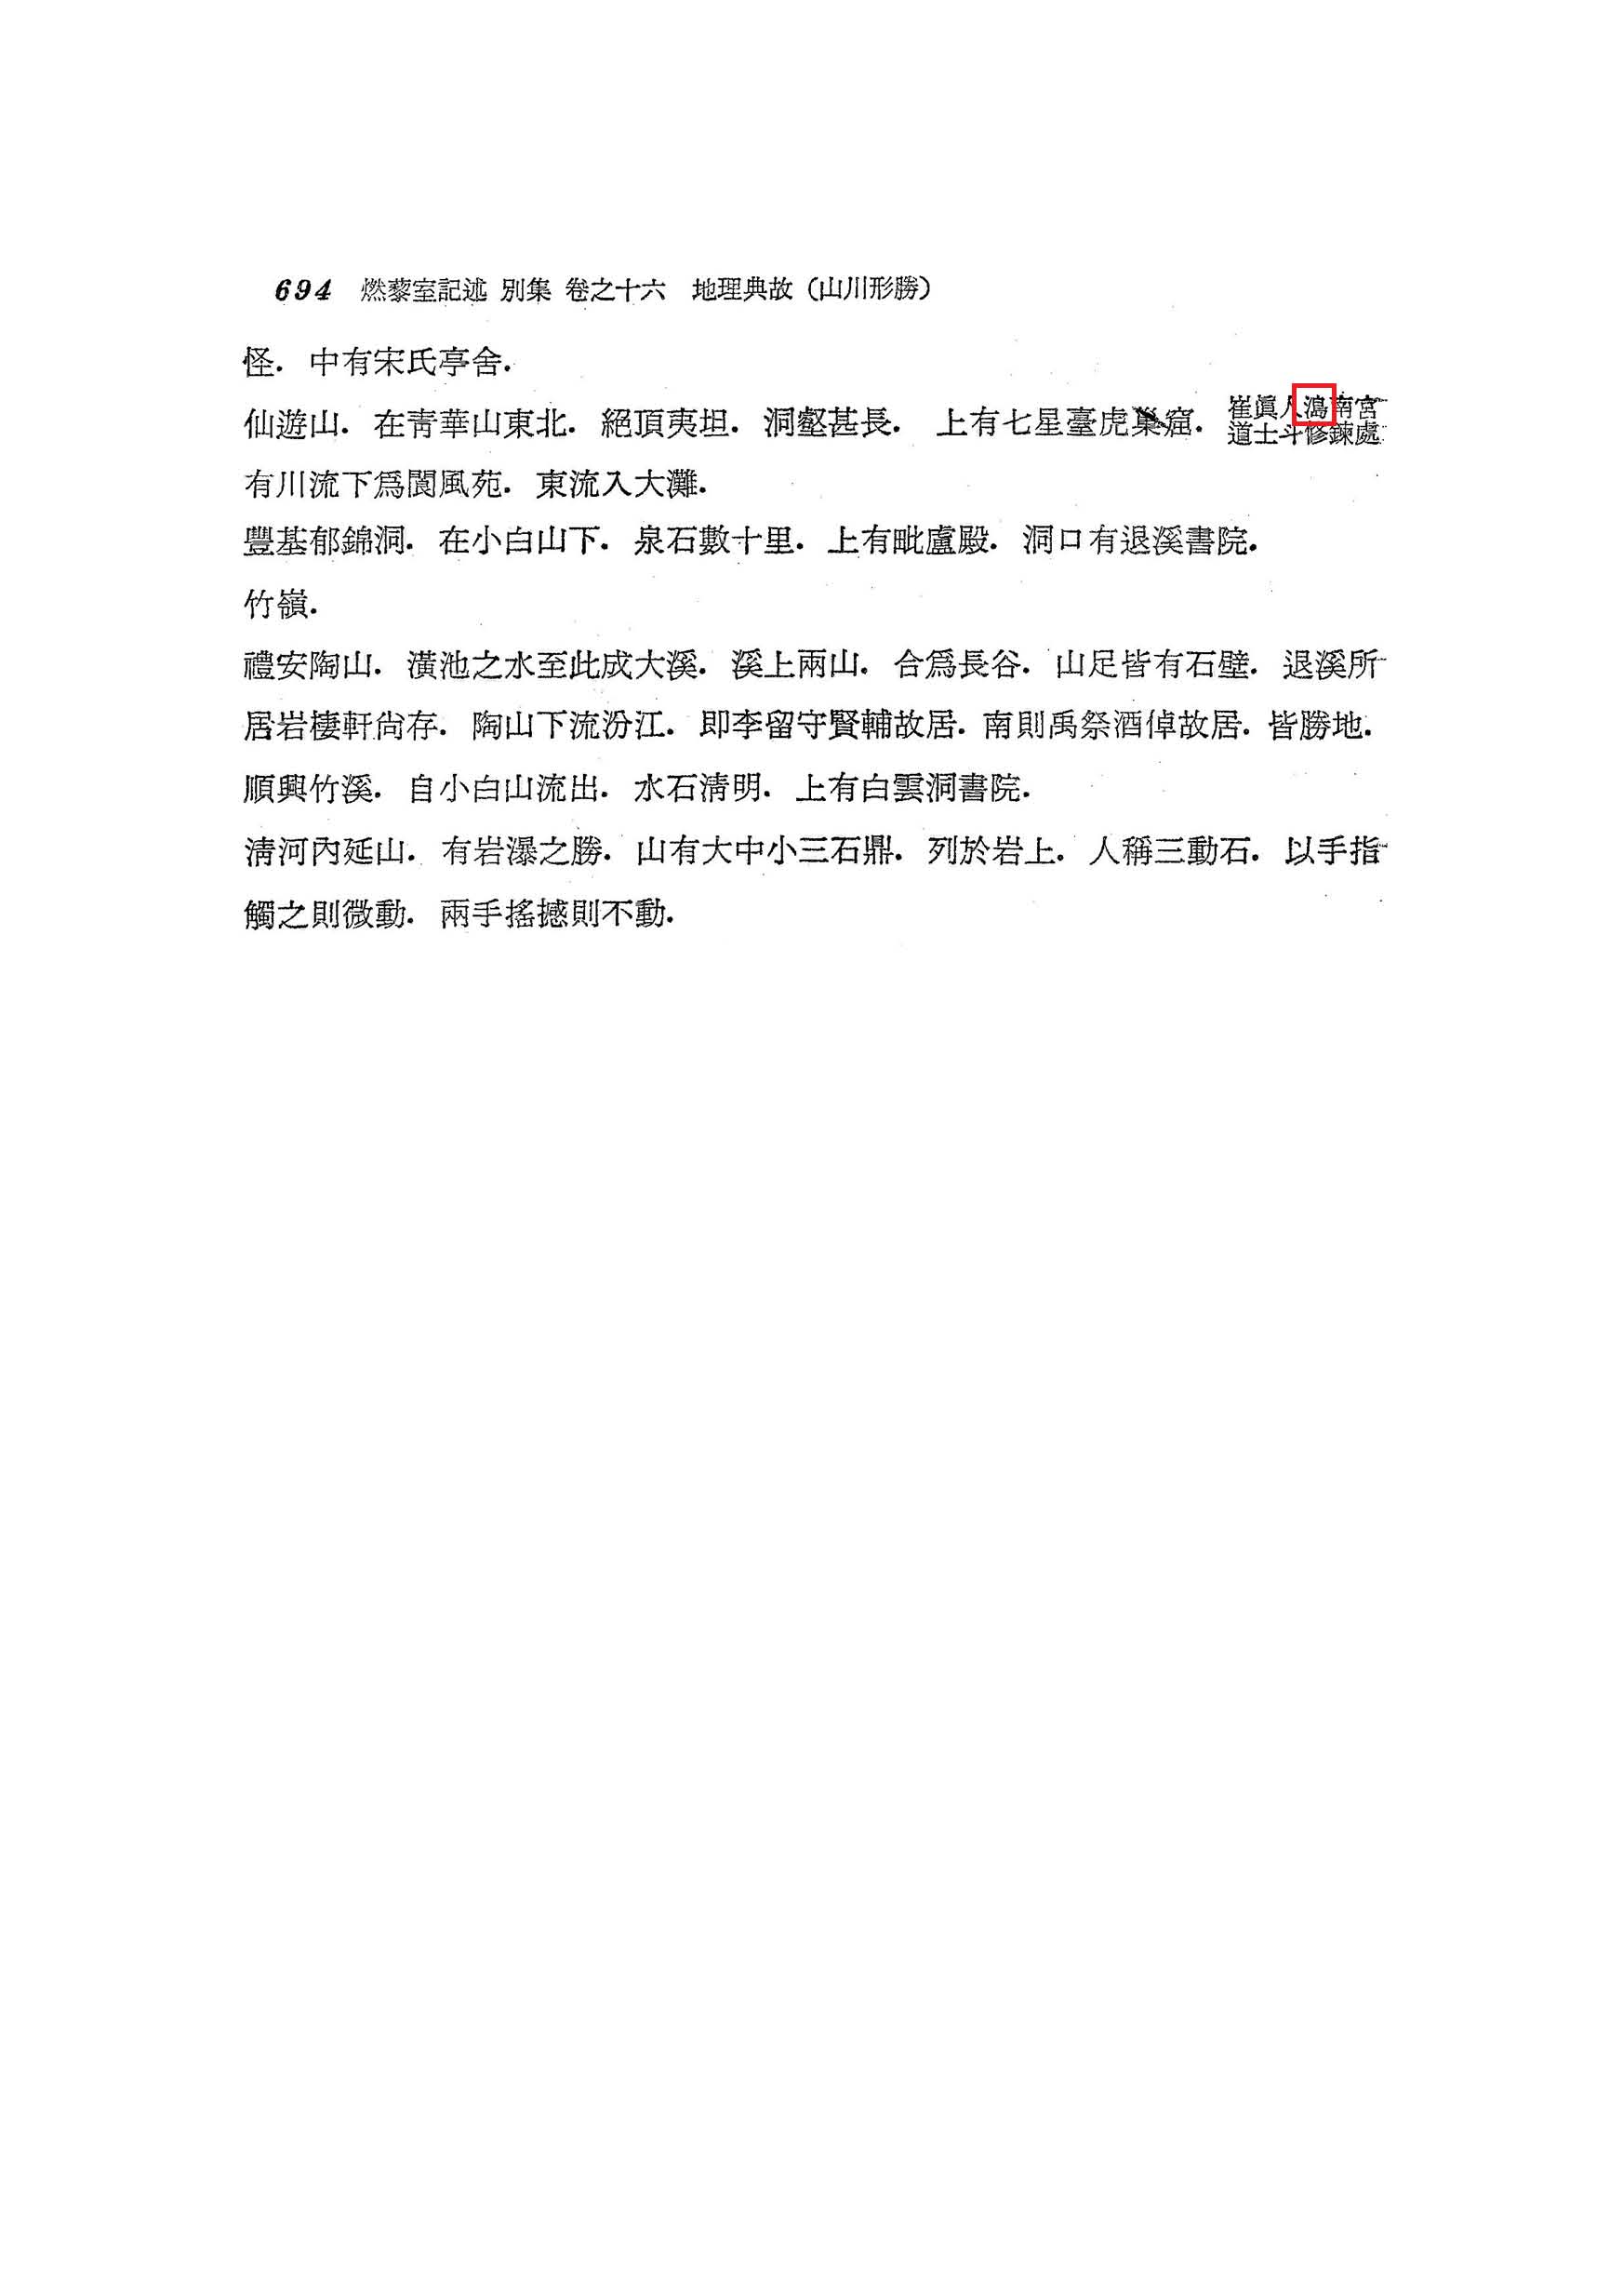 694 燃藜室記述 別集 卷之十六 地理典故 (山川形勝)
怪. 中有宋氏亭舍.
仙遊山. 在靑華山東北. 絕頂夷坦. 洞壑甚長. 上有七星臺虎巢窟. 崔眞人南宮
道士斗修鍊處
有川流下爲閬風苑. 東流入大灘.
豐基郁錦洞. 在小白山下. 泉石數十里. 上有毗盧殿. 洞口有退溪書院.
竹嶺.
禮安陶山. 潢池之水至此成大溪. 溪上兩山. 合爲長谷. 山足皆有石壁. 退溪所
居岩棲軒尙存. 陶山下流汾江. 卽李留守賢輔故居. 南則禹祭酒倬故居. 皆勝地.
順興竹溪. 自小白山流出. 水石淸明. 上有白雲洞書院.
淸河內延山. 有岩瀑之勝. 山有大中小三石鼎. 列於岩上. 人稱三動石. 以手指
觸之則微動. 兩手搖撼則不動.